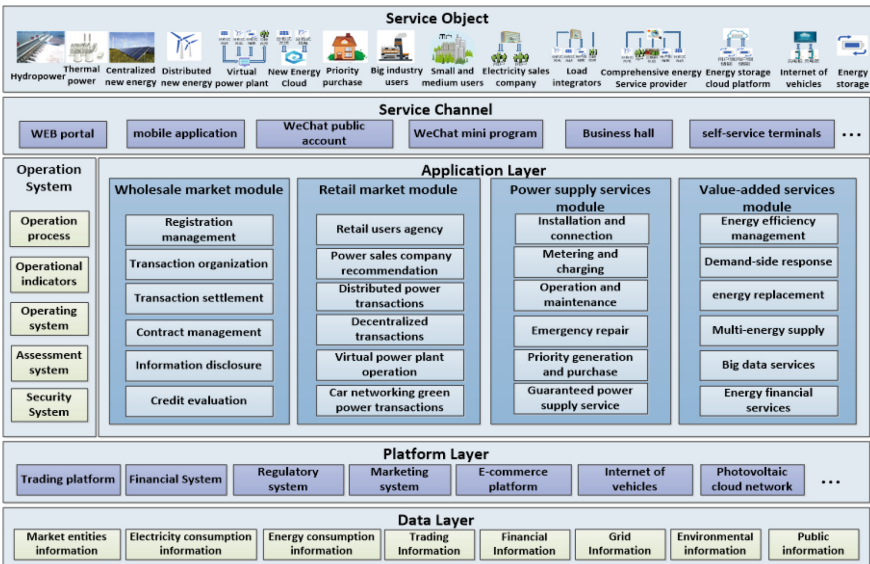 Service Object
Hydropower
Thermal
power
Centralized
new energy
Distributed
new energy
Virtual
power plant
New Energy
Cloud
Priority
purchase
Big industry
users
Small and
medium users
Electricity sales
company
Load
integrators
Comprehensive energy
Service provider
Energy storage
cloud platform
Internet of
vehicles
Energy
storage
Service Channel
WEB portal
mobile application
WeChat public
account
WeChat mini program
Business hall
self-service terminals
...
Operation
System
Operation
process
Operational
indicators
Operating
system
Assessment
system
Security
System
Application Layer
Wholesale market module
Registration
management
Transaction organization
Transaction settlement
Contract management
Information disclosure
Credit evaluation
Retail market module
Retail users agency
Power sales company
recommendation
Distributed power
transactions
Decentralized
transactions
Virtual power plant
operation
Car networking green
power transactions
Power supply services
module
Installation and
connection
Metering and
charging
Operation and
maintenance
Emergency repair
Priority generation
and purchase
Guaranteed power
supply service
Value-added services
module
Energy efficiency
management
Demand-side response
energy replacement
Multi-energy supply
Big data services
Energy financial
services
Platform Layer
Trading platform
Financial System
Regulatory
system
Marketing
system
E-commerce
platform
Internet of
vehicles
Photovoltaic
cloud network
...
Data Layer
Market entities
information
Electricity consumption
information
Energy consumption
information
Trading
Information
Financial
Information
Grid
Information
Environmental
information
Public
information